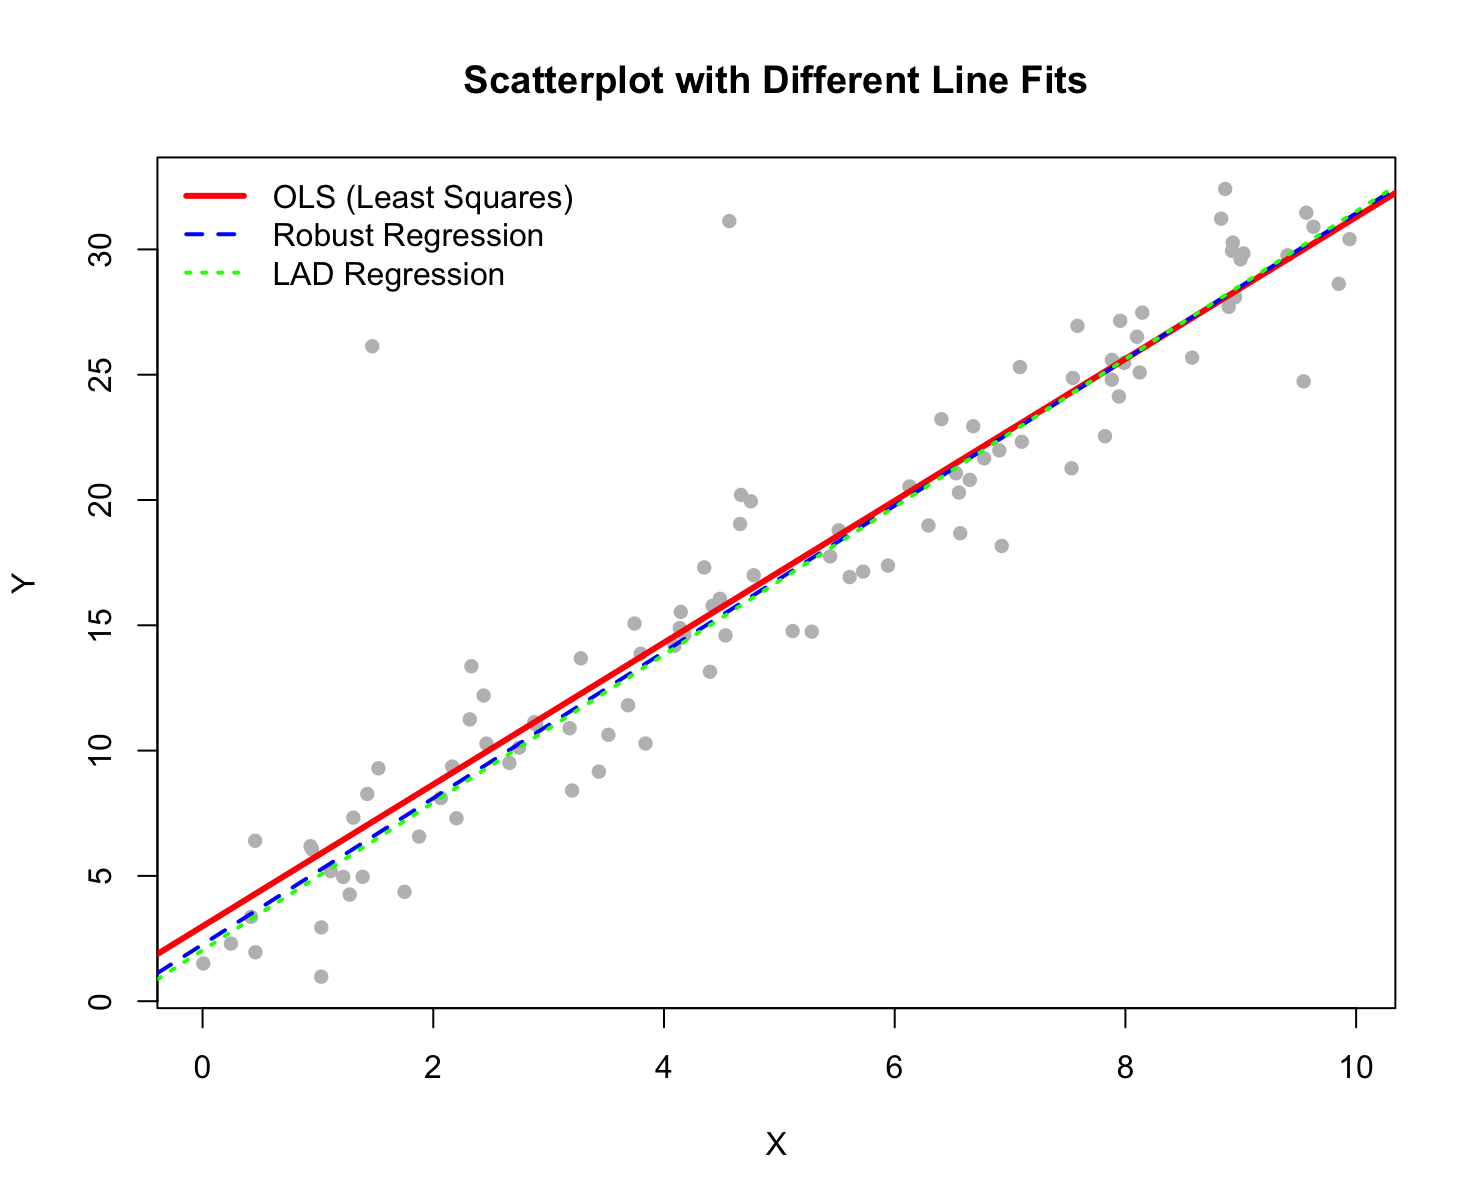 Scatterplot with Different Line Fits
OLS (Least Squares)
Robust Regression
LAD Regression
Y
30
25
20
15
10
5
0
0 2 4 6 8 10
X